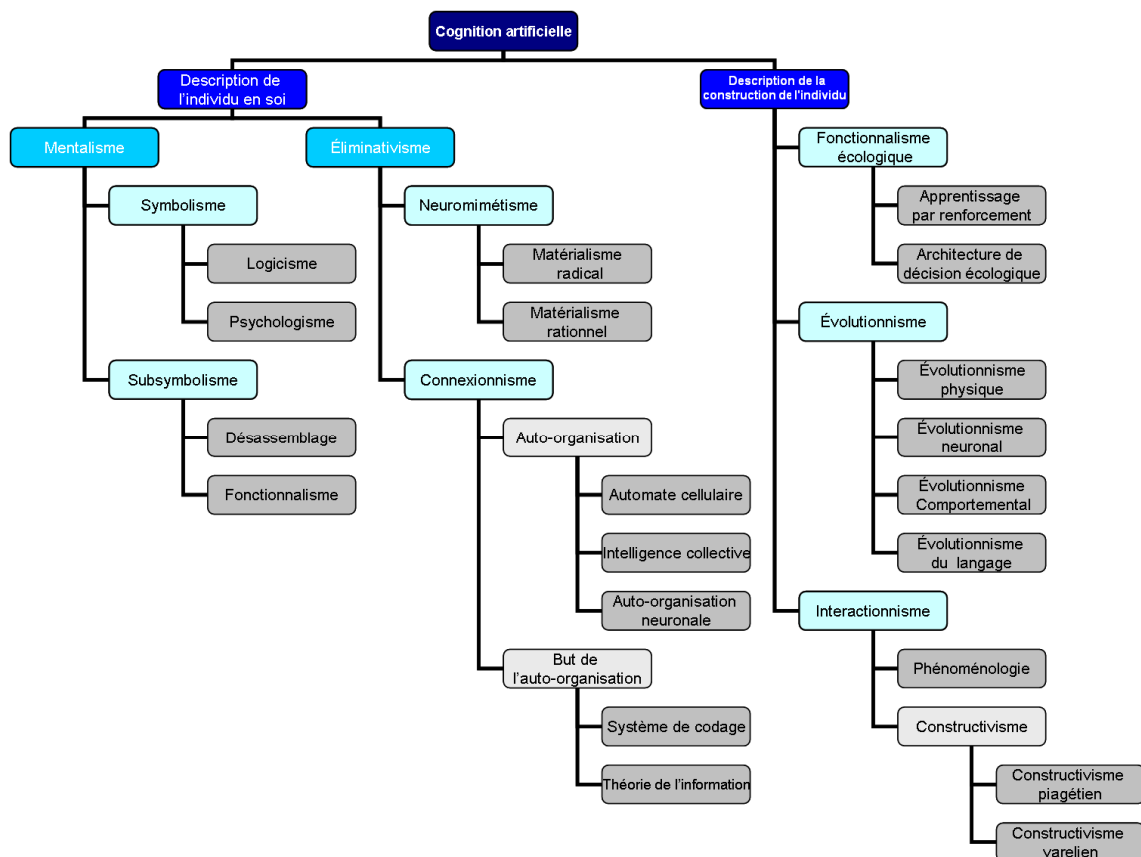 Cognition artificielle
Description de
l'individu en soi
Mentalisme
Symbolisme
Logicisme
Psychologisme
Subsymbolisme
Désassemblage
Fonctionnalisme
Éliminativisme
Neuromimétisme
Matérialisme
radical
Matérialisme
rationnel
Connexionnisme
Auto-organisation
Automate cellulaire
Intelligence collective
Auto-organisation
neuronale
But de
l'auto-organisation
Système de codage
Théorie de l'information
Description de la
construction de l'individu
Fonctionnalisme
écologique
Apprentissage
par renforcement
Architecture de
décision écologique
Évolutionnisme
Évolutionnisme
physique
Évolutionnisme
neuronal
Évolutionnisme
Comportemental
Évolutionnisme
du langage
Interactionnisme
Phénoménologie
Constructivisme
Constructivisme
piagétien
Constructivisme
varelien